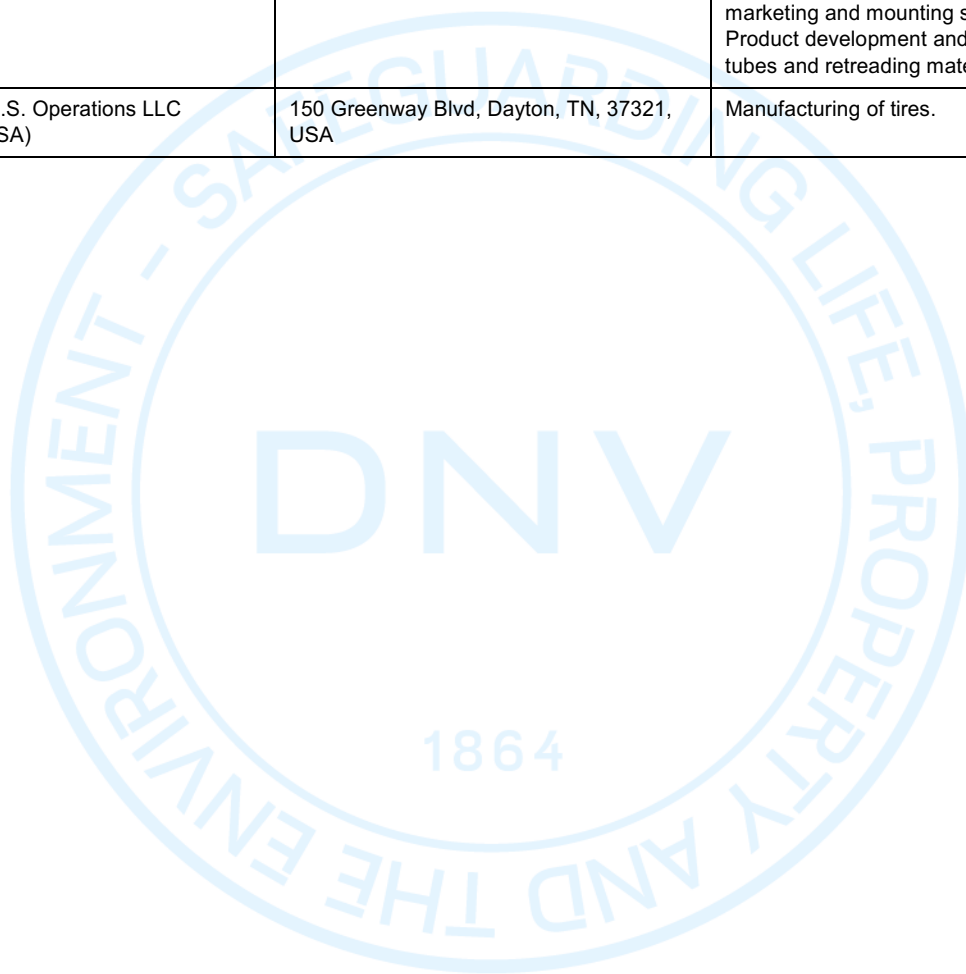 marketing and mounting
Product development and
tubes and retreading
.S. Operations LLC
SA)
150 Greenway Blvd, Dayton, TN, 37321,
USA
Manufacturing of tires.
SAFEGUARDING LIFE, PROPERTY AND THE ENVIRONMENT -
DNV
1864